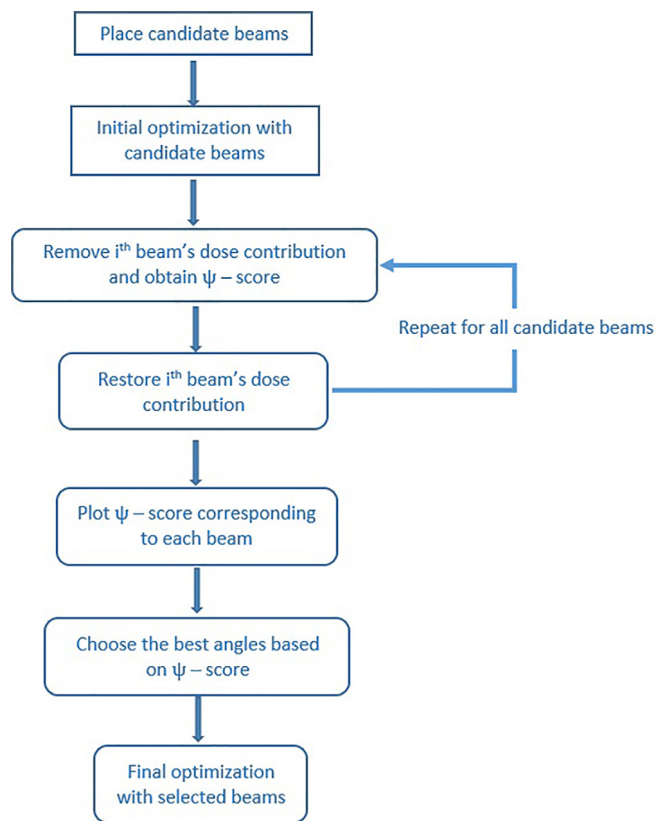 Place candidate beams
Initial optimization with
candidate beams
Remove iᵗʰ beam's dose contribution
and obtain ψ – score
Repeat for all candidate beams
Restore iᵗʰ beam's dose
contribution
Plot ψ – score corresponding
to each beam
Choose the best angles based
on ψ – score
Final optimization
with selected beams